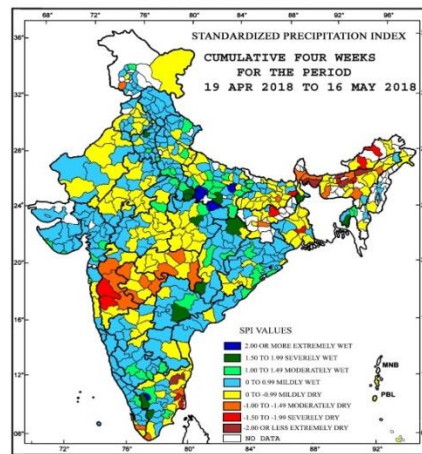 STANDARDIZED PRECIPITATION INDEX
CUMULATIVE FOUR WEEKS
FOR THE PERIOD
19 APR 2018 TO 16 MAY 2018
72° 76° 80° 84° 88° 92° 96°
36°
32°
28°
24°
20°
16°
12°
08°
MNB
PBL
SPI VALUES
2.00 OR MORE EXTREMELY WET
1.50 TO 1.99 SEVERELY WET
1.00 TO 1.49 MODERATELY WET
0 TO 0.99 MILDLY WET
0 TO -0.99 MILDLY DRY
-1.00 TO -1.49 MODERATELY DRY
-1.50 TO -1.99 SEVERELY DRY
-2.00 OR LESS EXTREMELY DRY
NO DATA
68° 72° 76° 80° 84° 88° 92°